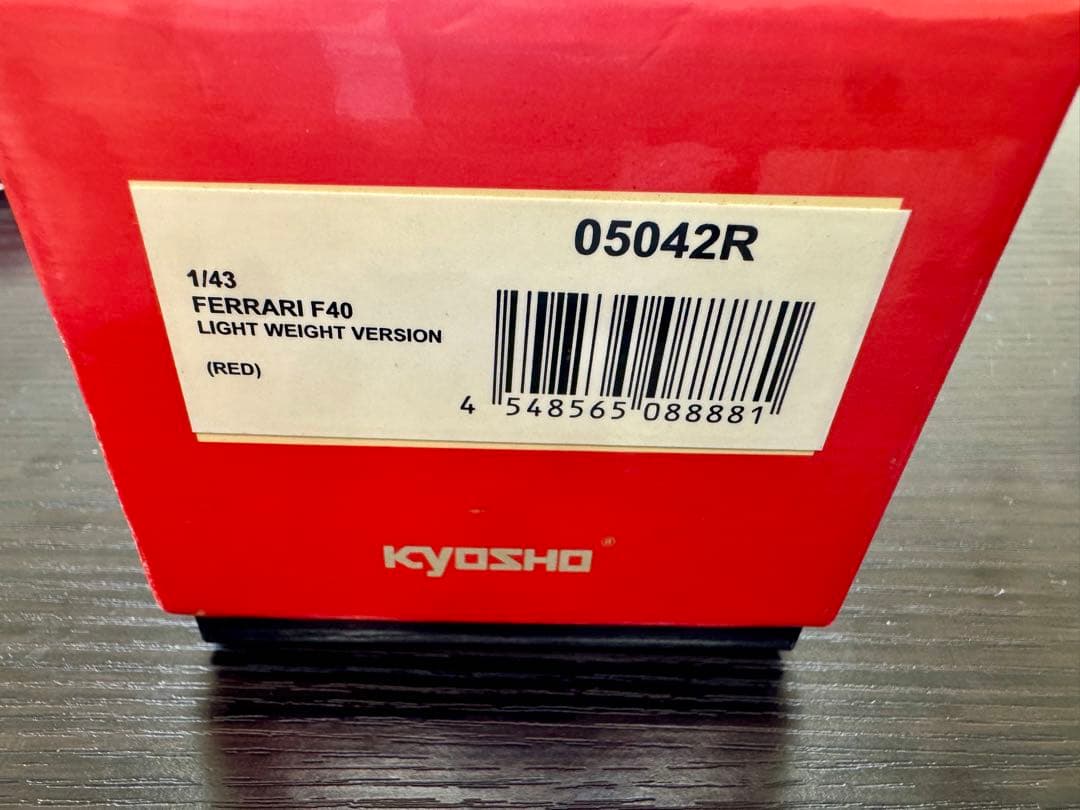 05042R
1/43
FERRARI F40
LIGHT WEIGHT VERSION
(RED)
4 548565 088881
KYOSHO®